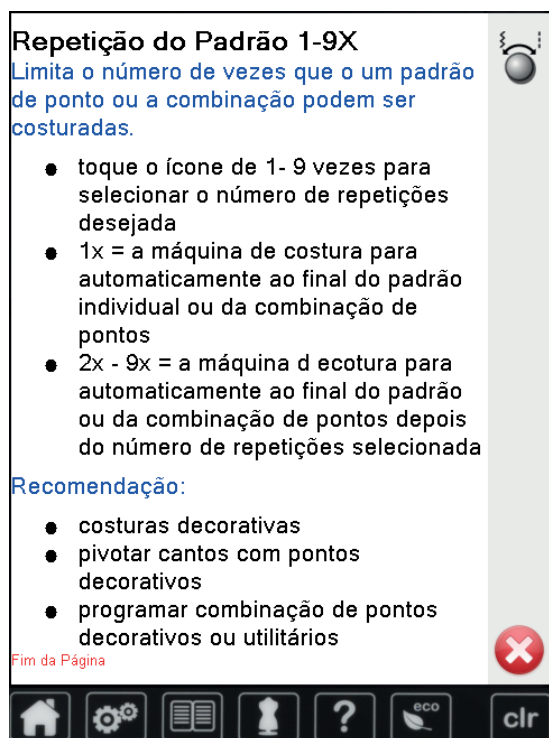 Repetição do Padrão 1-9X
Limita o número de vezes que o um padrão
de ponto ou a combinação podem ser
costuradas.
● toque o ícone de 1- 9 vezes para
selecionar o número de repetições
desejada
● 1x = a máquina de costura para
automaticamente ao final do padrão
individual ou da combinação de
pontos
● 2x - 9x = a máquina d ecotura para
automaticamente ao final do padrão
ou da combinação de pontos depois
do número de repetições selecionada
Recomendação:
● costuras decorativas
● pivotar cantos com pontos
decorativos
● programar combinação de pontos
decorativos ou utilitários
Fim da Página
?
eco
clr